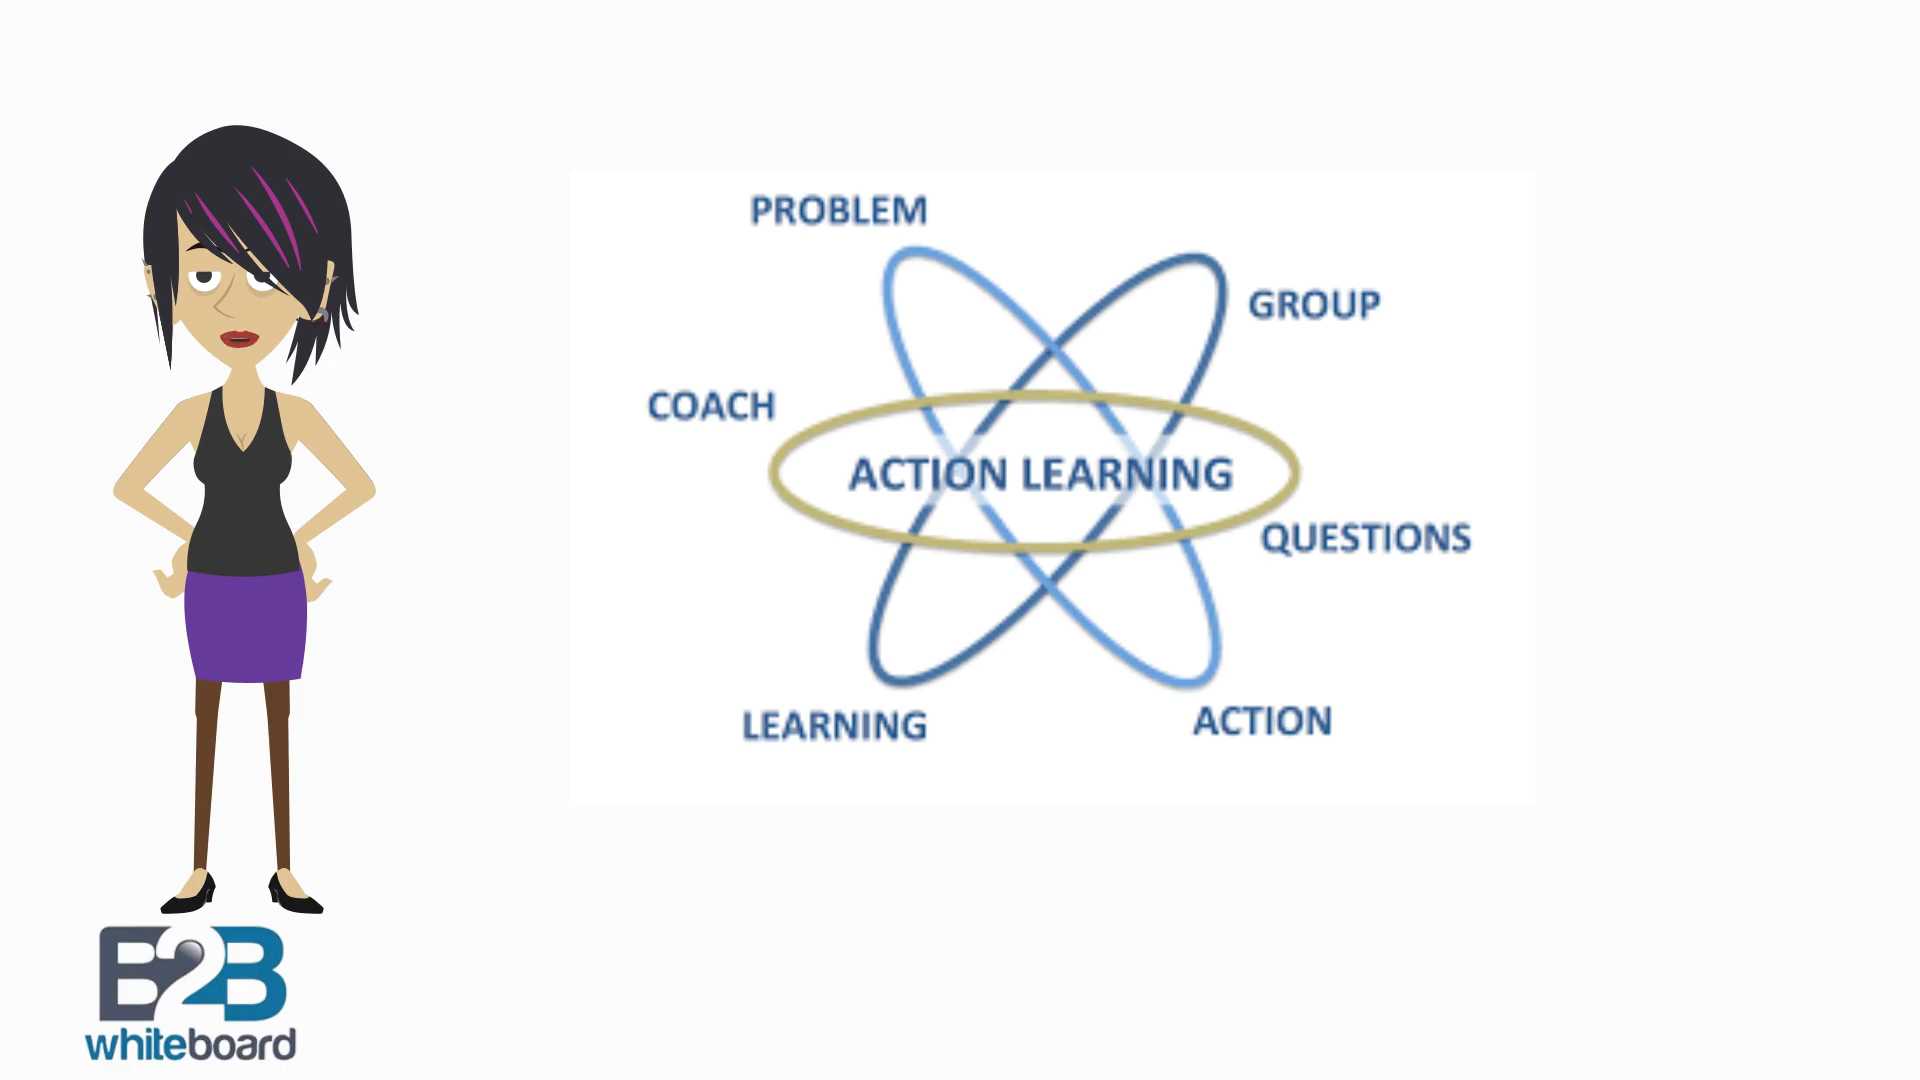 PROBLEM
GROUP
COACH
ACTION LEARNING
QUESTIONS
LEARNING
ACTION
B2B
whiteboard